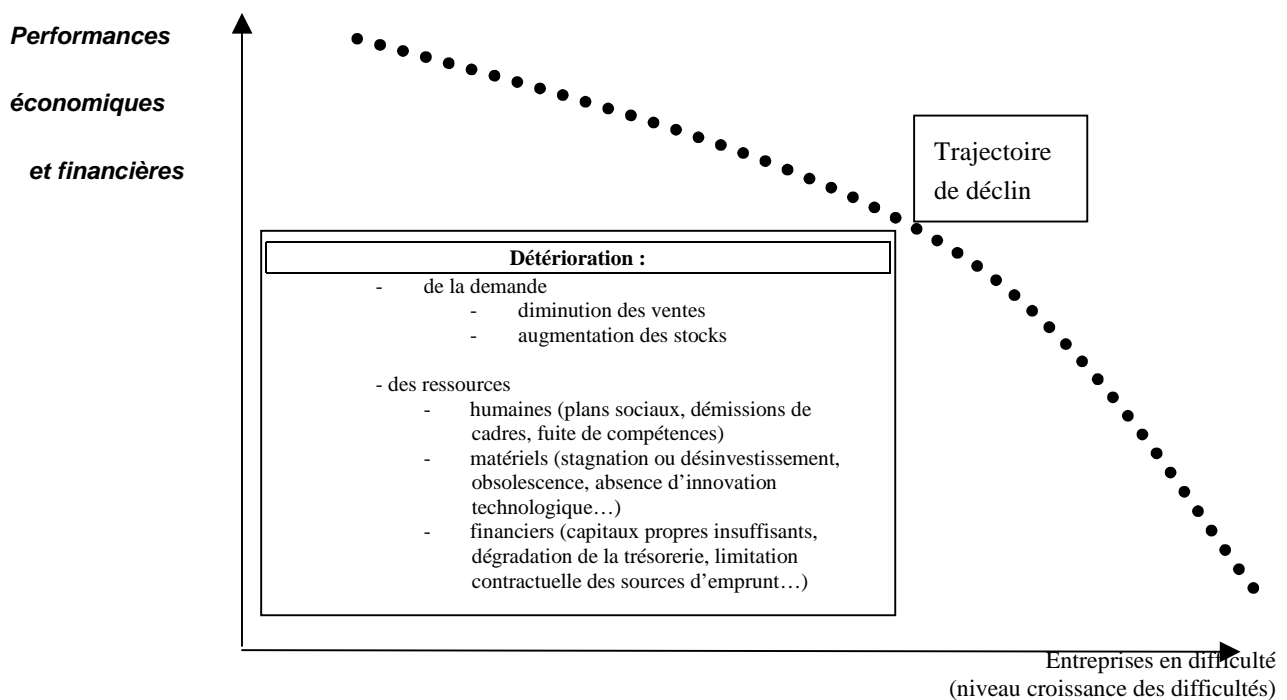 Performances
économiques
et financières
Trajectoire
de déclin
Détérioration :
- de la demande
- diminution des ventes
- augmentation des stocks
- des ressources
- humaines (plans sociaux, démissions de
cadres, fuite de compétences)
- matériels (stagnation ou désinvestissement,
obsolescence, absence d’innovation
technologique…)
- financiers (capitaux propres insuffisants,
dégradation de la trésorerie, limitation
contractuelle des sources d’emprunt…)
Entreprises en difficulté
(niveau croissance des difficultés)